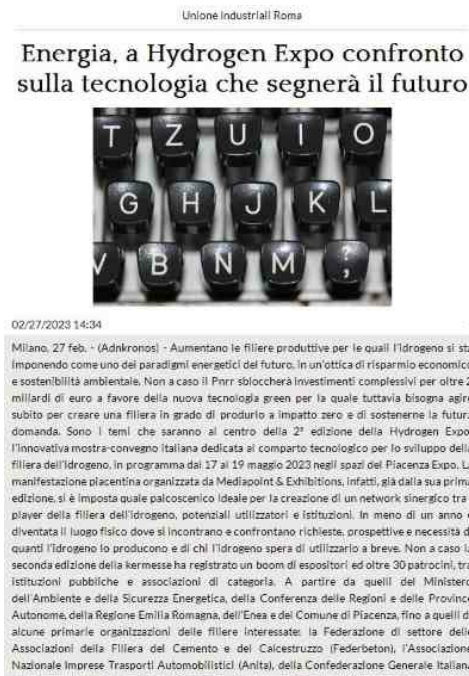 Unione Industriali Roma
Energia, a Hydrogen Expo confronto
sulla tecnologia che segnerà il futuro
T Z U I O
G H J K L
V B N M ? ;
02/27/2023 14:34
Milano, 27 feb. - (Adnkronos) - Aumentano le filiere produttive per le quali l'idrogeno si sta
imponendo come uno dei paradigmi energetici del futuro, in un'ottica di risparmio economico
e sostenibilità ambientale. Non a caso il Pnrr sbloccherà investimenti complessivi per oltre 2
miliardi di euro a favore della nuova tecnologia green per la quale tuttavia bisogna agire
subito per creare una filiera in grado di produrlo a impatto zero e di sostenerne la futura
domanda. Sono i temi che saranno al centro della 2ª edizione della Hydrogen Expo,
l'innovativa mostra-convegno italiana dedicata al comparto tecnologico per lo sviluppo della
filiera dell'idrogeno, in programma dal 17 al 19 maggio 2023 negli spazi del Piacenza Expo. La
manifestazione piacentina organizzata da Mediapoint & Exhibitions, infatti, già dalla sua prima
edizione, si è imposta quale palcoscenico ideale per la creazione di un network sinergico tra i
player della filiera dell'idrogeno, potenziali utilizzatori e istituzioni. In meno di un anno è
diventata il luogo fisico dove si incontrano e confrontano richieste, prospettive e necessità di
quanti l'idrogeno lo producono e di chi l'idrogeno spera di utilizzarlo a breve. Non a caso la
seconda edizione della kermesse ha registrato un boom di espositori ed oltre 30 patrocini, tra
istituzioni pubbliche e associazioni di categoria. A partire da quelli del Ministero
dell'Ambiente e della Sicurezza Energetica, della Conferenza delle Regioni e delle Province
Autonome, della Regione Emilia Romagna, dell'Enea e del Comune di Piacenza, fino a quelli di
alcune primarie organizzazioni delle filiere interessate: la Federazione di settore delle
Associazioni della Filiera del Cemento e del Calcestruzzo (Federbeton), l'Associazione
Nazionale Imprese Trasporti Automobilistici (Anita), della Confederazione Generale Italiana